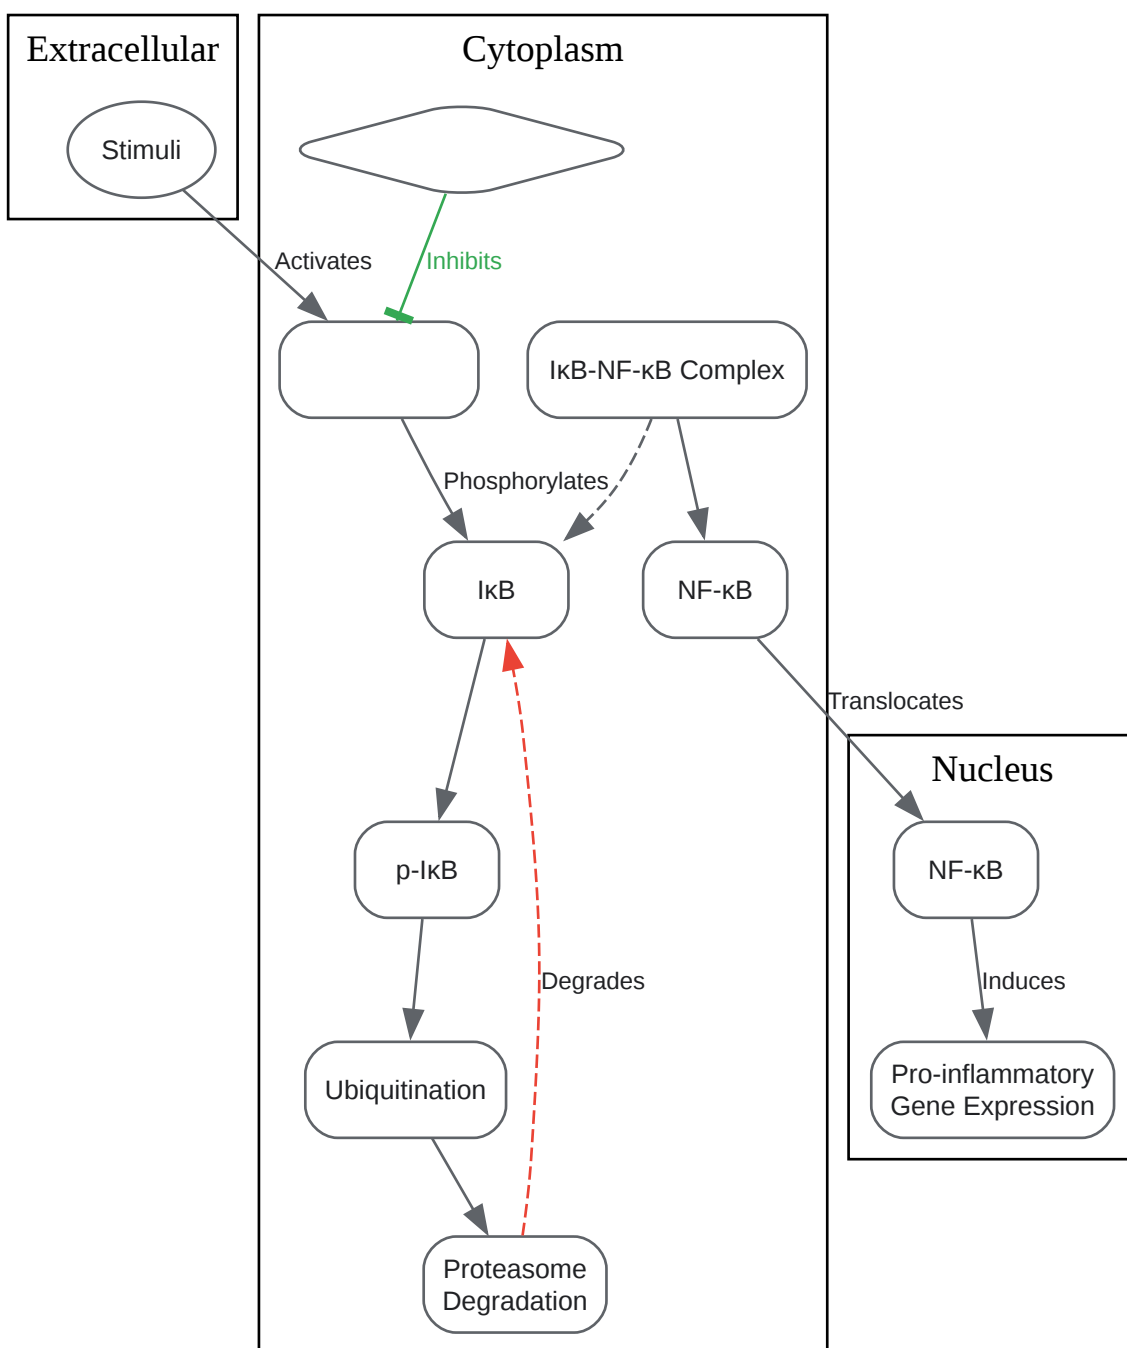 Extracellular
Cytoplasm
Stimuli
Activates
Inhibits
IκB-NF-κB Complex
Phosphorylates
IκB
NF-κB
Translocates
Nucleus
p-IκB
NF-κB
Degrades
Induces
Ubiquitination
Pro-inflammatory
Gene Expression
Proteasome
Degradation